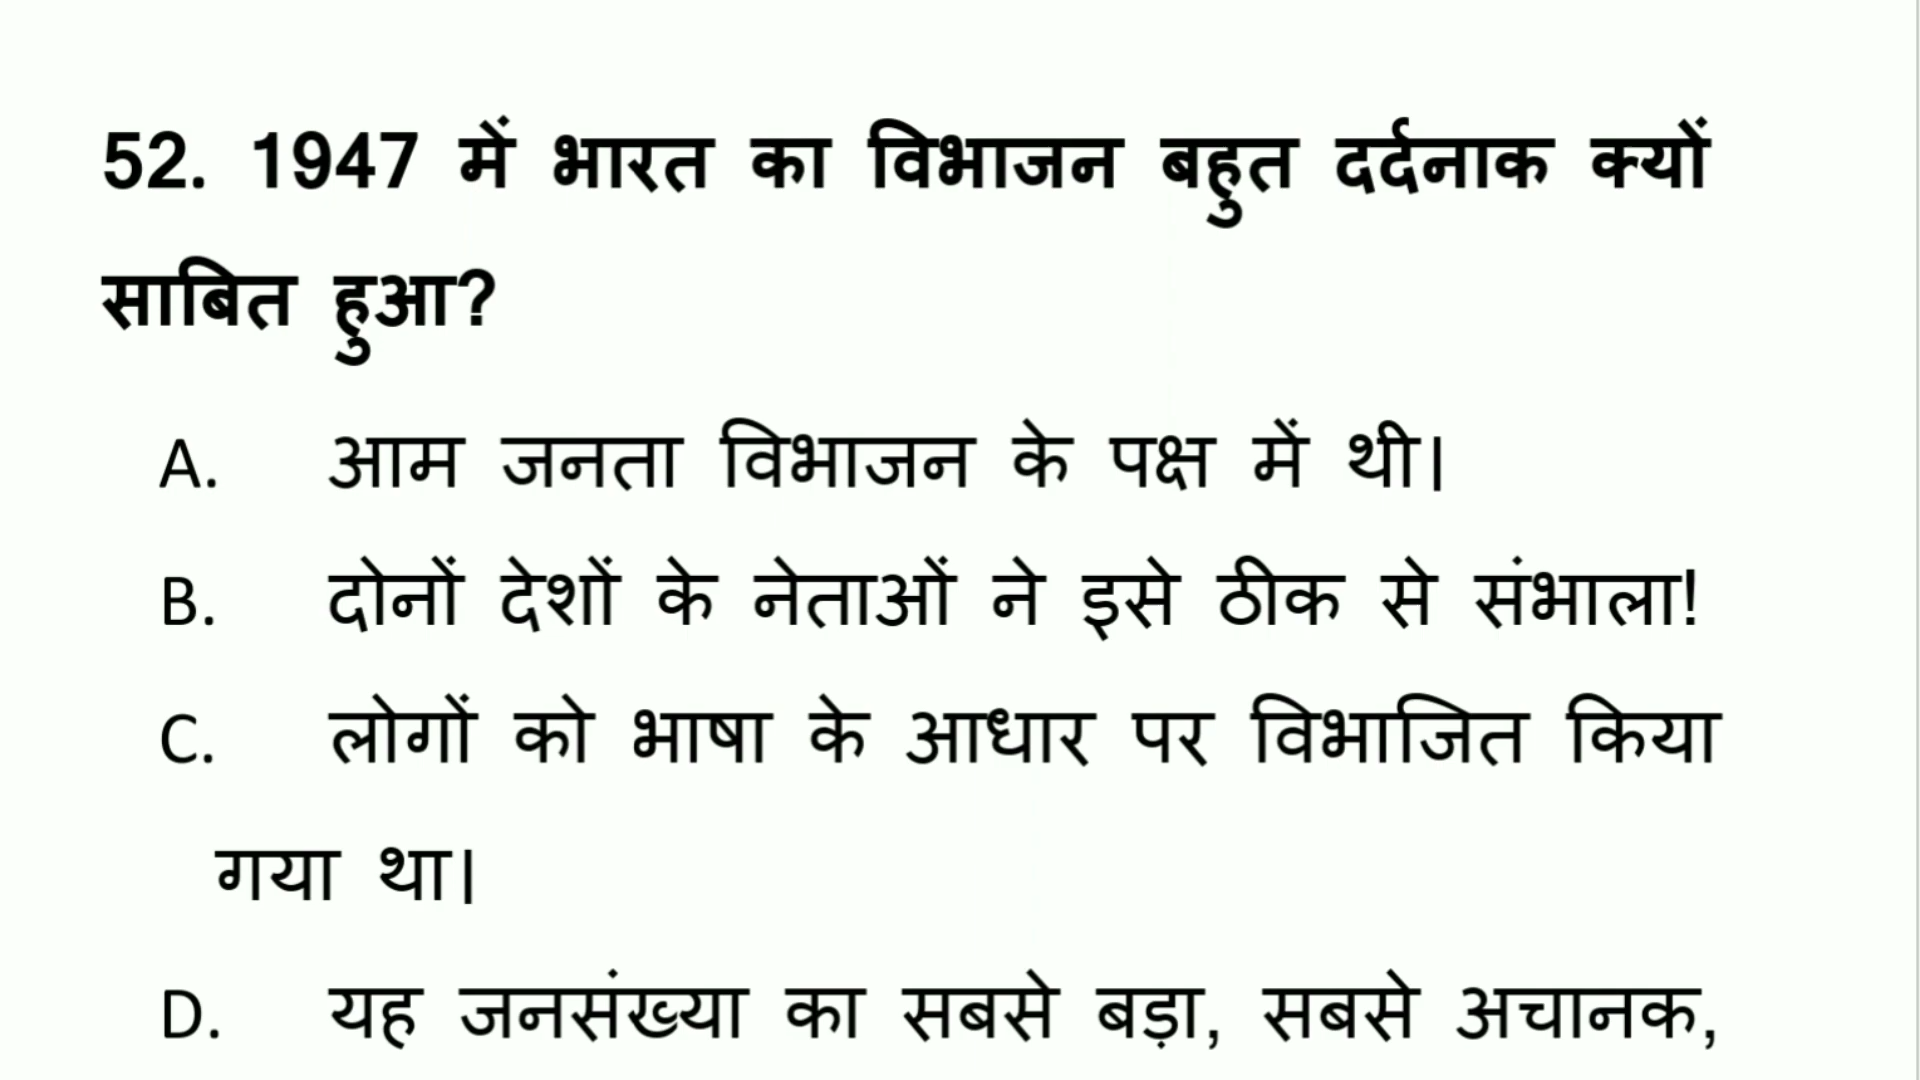 52. 1947 में भारत का विभाजन बहुत दर्दनाक क्यों
साबित हुआ?
A. आम जनता विभाजन के पक्ष में थी।
B. दोनों देशों के नेताओं ने इसे ठीक से संभाला!
C. लोगों को भाषा के आधार पर विभाजित किया
गया था।
D. यह जनसंख्या का सबसे बड़ा, सबसे अचानक,